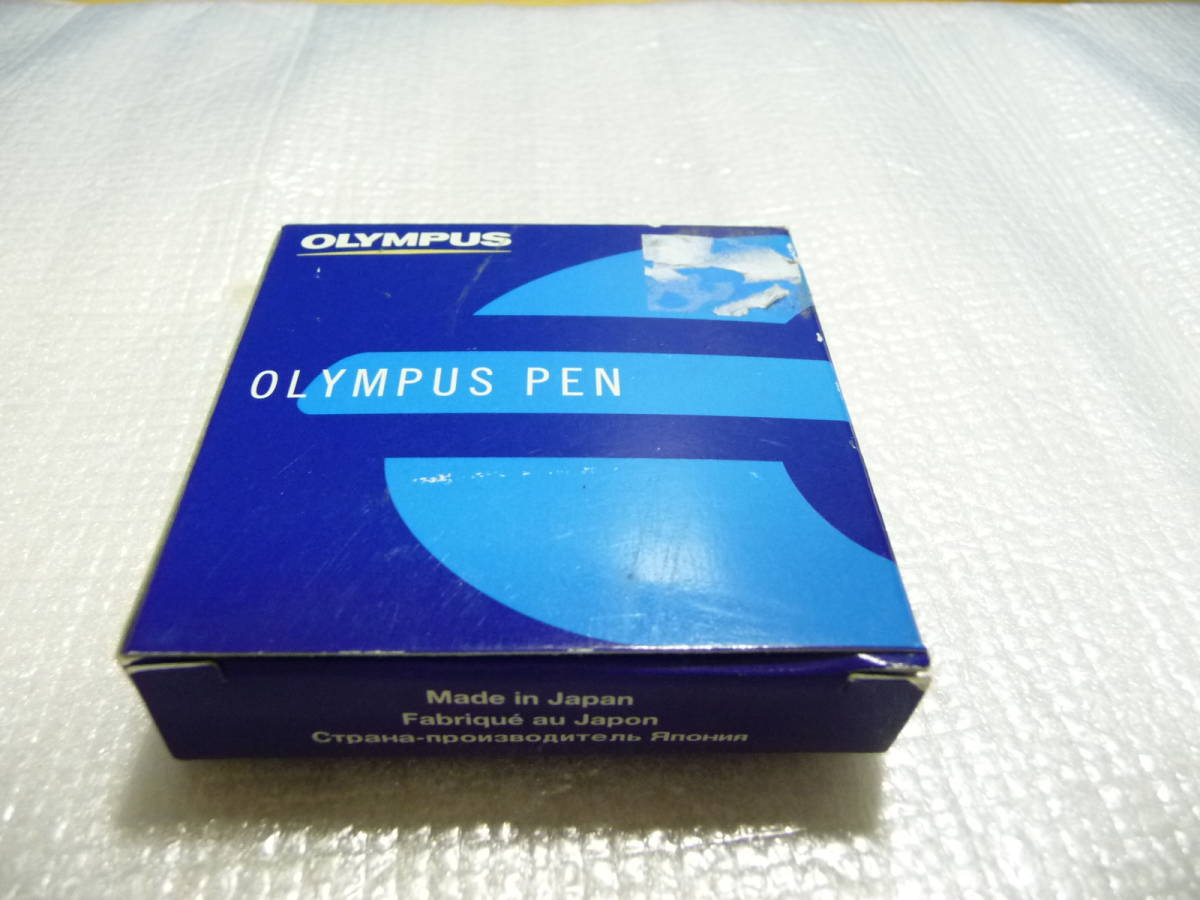 OLYMPUS
OLYMPUS PEN
Made in Japan
Fabriqué au Japon
Страна-производитель Япония